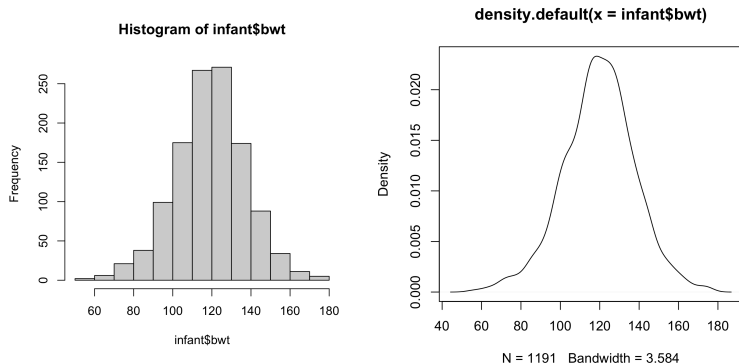 Histogram of infant$bwt
Frequency
0
50
100
150
200
250
60 80 100 120 140 160 180
infant$bwt
density.default(x = infant$bwt)
Density
0.000
0.005
0.010
0.015
0.020
40 60 80 100 120 140 160 180
N = 1191 Bandwidth = 3.584